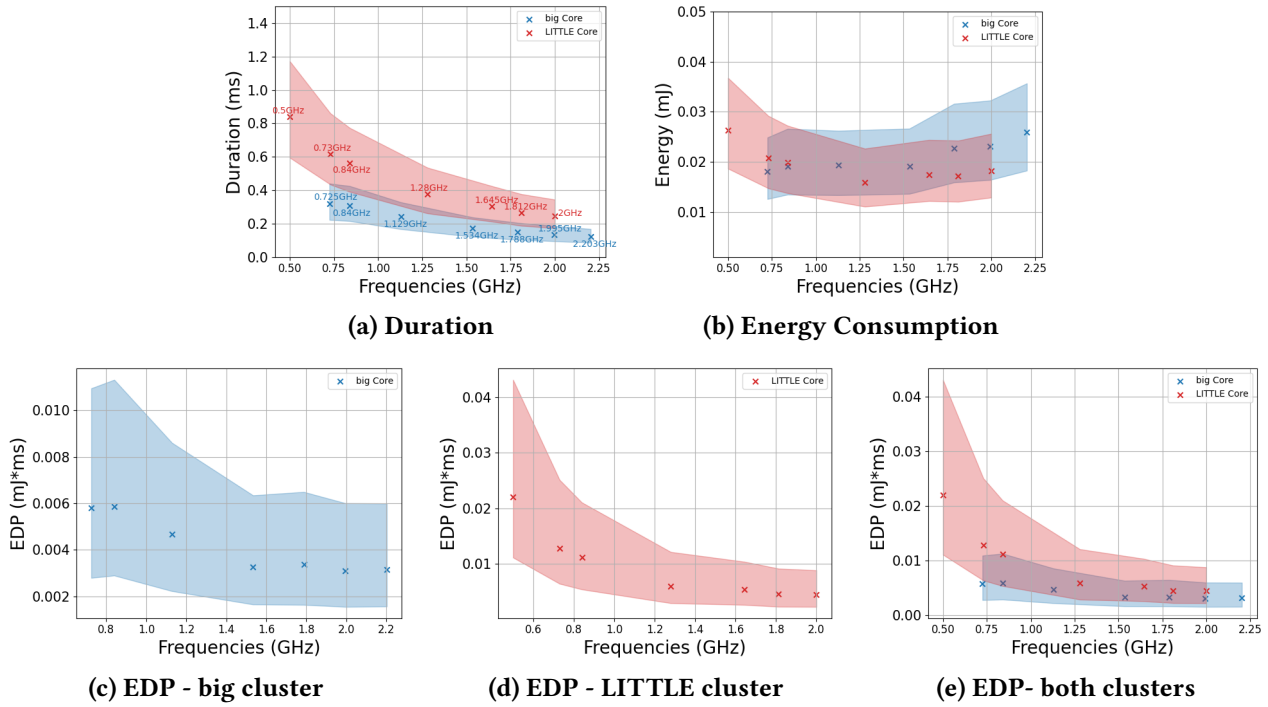 big Core
LITTLE Core
1.4
1.2
1.0
0.8
0.6
0.4
0.2
0.0
Duration (ms)
0.5GHz
0.73GHz
0.84GHz
1.28GHz
1.645GHz
1.812GHz
2GHz
0.725GHz
0.84GHz
1.129GHz
1.534GHz
1.788GHz
1.995GHz
2.203GHz
0.50 0.75 1.00 1.25 1.50 1.75 2.00 2.25
Frequencies (GHz)
(a) Duration
big Core
LITTLE Core
0.05
0.04
0.03
0.02
0.01
Energy (mJ)
0.50 0.75 1.00 1.25 1.50 1.75 2.00 2.25
Frequencies (GHz)
(b) Energy Consumption
big Core
0.010
0.008
0.006
0.004
0.002
EDP (mJ*ms)
0.8 1.0 1.2 1.4 1.6 1.8 2.0 2.2
Frequencies (GHz)
(c) EDP - big cluster
LITTLE Core
0.04
0.03
0.02
0.01
EDP (mJ*ms)
0.6 0.8 1.0 1.2 1.4 1.6 1.8 2.0
Frequencies (GHz)
(d) EDP - LITTLE cluster
big Core
LITTLE Core
0.04
0.03
0.02
0.01
0.00
EDP (mJ*ms)
0.50 0.75 1.00 1.25 1.50 1.75 2.00 2.25
Frequencies (GHz)
(e) EDP- both clusters